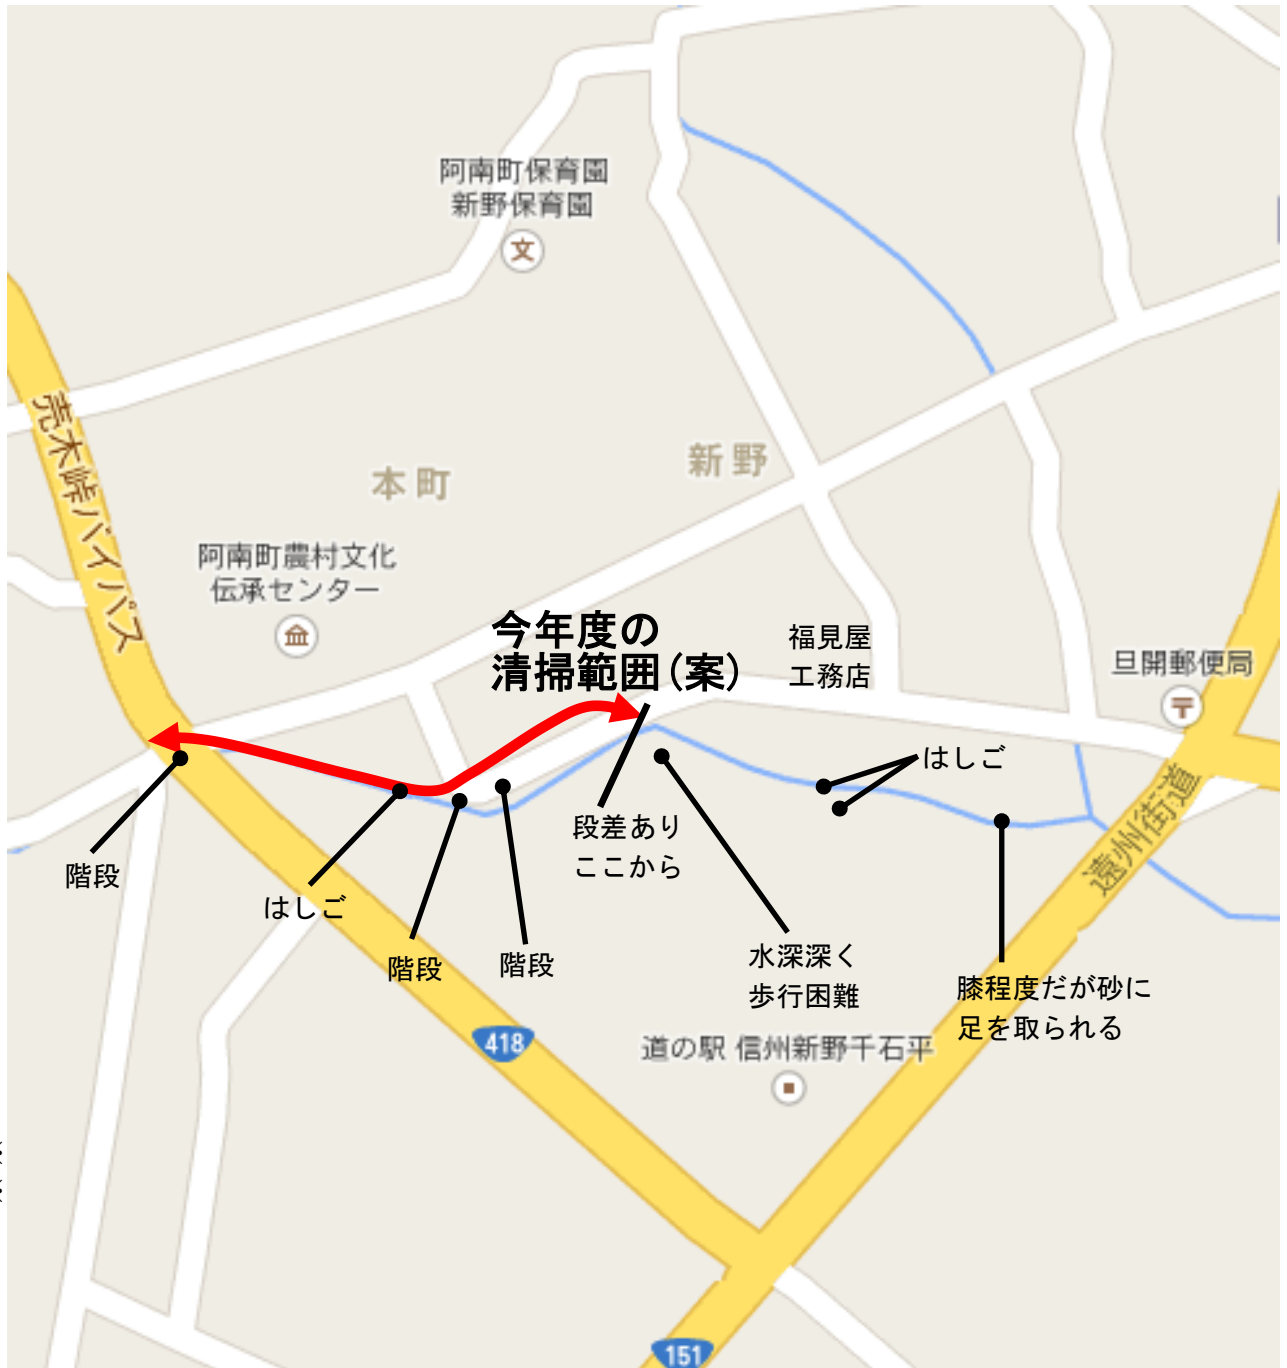 阿南町保育園
新野保育園
文
売木峠バイパス
本町
新野
阿南町農村文化
伝承センター
今年度の
清掃範囲(案)
福見屋
工務店
旦開郵便局
はしご
段差あり
ここから
階段
はしご
階段
階段
水深深く
歩行困難
膝程度だが砂に
足を取られる
遠州街道
418
道の駅 信州新野千石平
151